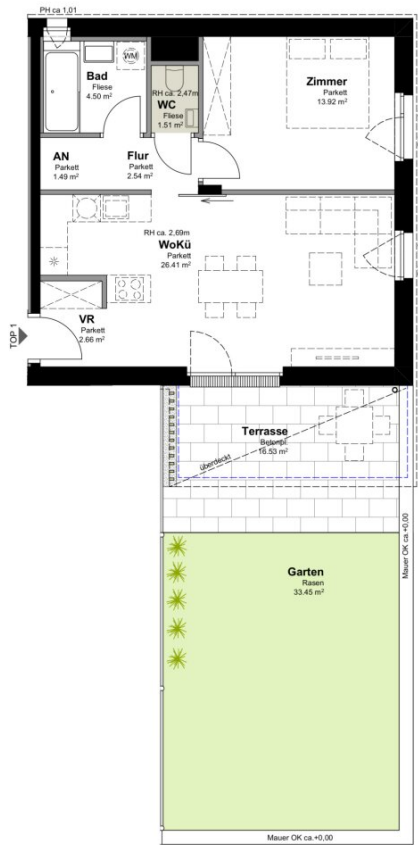 PH ca 1,01
Bad
Fliese
4.50 m²
WM
RH ca. 2,47m
WC
Fliese
1.51 m²
Zimmer
Parkett
13.92 m²
AN
Parkett
1.49 m²
Flur
Parkett
2.54 m²
RH ca. 2,69m
WoKü
Parkett
26.41 m²
VR
Parkett
2.66 m²
TOP 1
Terrasse
Betonpl.
16.53 m²
überdeckt
Mauer OK ca.+0,00
Garten
Rasen
33.45 m²
Mauer OK ca.+0,00